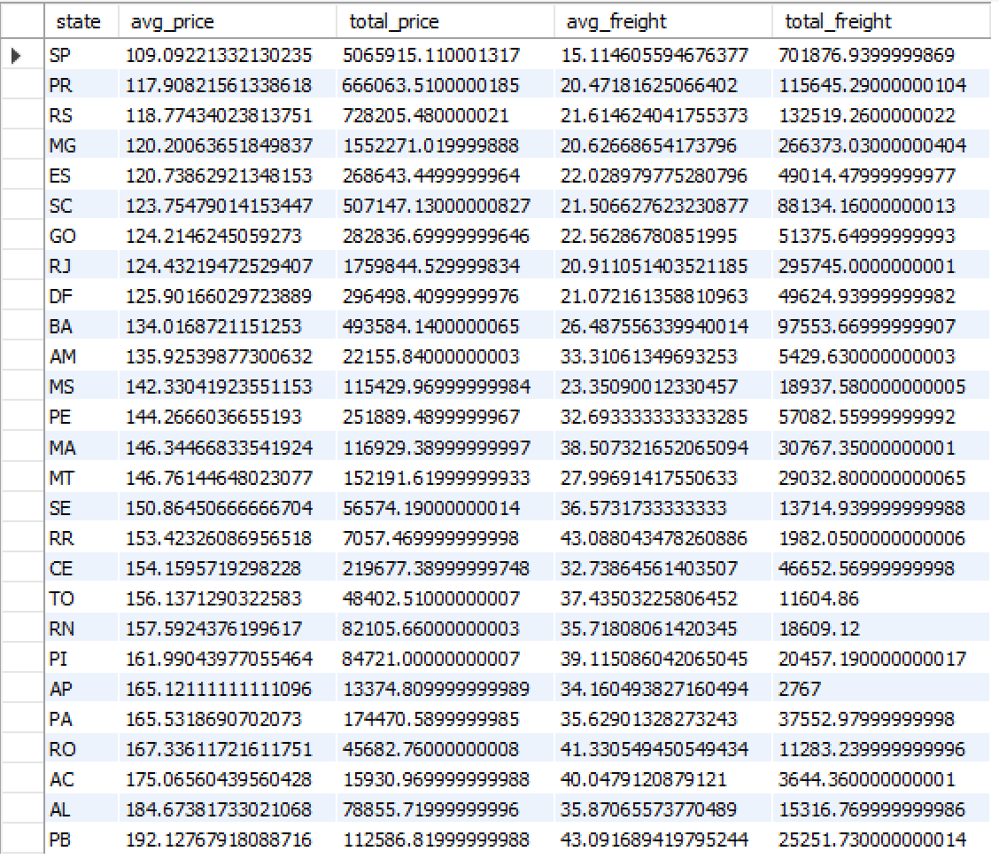 state avg_price total_price avg_freight total_freight
SP 109.09221332130235 5065915.110001317 15.114605594676377 701876.9399999869
PR 117.90821561338618 666063.5100000185 20.47181625066402 115645.29000000104
RS 118.77434023813751 728205.480000021 21.614624041755373 132519.2600000022
MG 120.20063651849837 1552271.019999888 20.62668654173796 266373.03000000404
ES 120.73862921348153 268643.4499999964 22.028979775280796 49014.47999999977
SC 123.75479014153447 507147.13000000827 21.506627623230877 88134.16000000013
GO 124.2146245059273 282836.69999999646 22.56286780851995 51375.64999999993
RJ 124.43219472529407 1759844.529999834 20.911051403521185 295745.0000000001
DF 125.90166029723889 296498.4099999976 21.072161358810963 49624.93999999982
BA 134.0168721151253 493584.1400000065 26.487556339940014 97553.66999999907
AM 135.92539877300632 22155.84000000003 33.31061349693253 5429.630000000003
MS 142.33041923551153 115429.96999999984 23.35090012330457 18937.580000000005
PE 144.2666036655193 251889.4899999967 32.693333333333285 57082.55999999992
MA 146.34466833541924 116929.38999999997 38.507321652065094 30767.35000000001
MT 146.76144648023077 152191.61999999933 27.99691417550633 29032.800000000065
SE 150.86450666666704 56574.19000000014 36.5731733333333 13714.939999999988
RR 153.42326086956518 7057.469999999998 43.0880434782608​86 1982.0500000000006
CE 154.1595719298228 219677.38999999748 32.73864561403507 46652.56999999998
TO 156.1371290322583 48402.51000000007 37.43503225806452 11604.86
RN 157.5924376199617 82105.66000000003 35.71808061420345 18609.12
PI 161.99043977055464 84721.00000000007 39.115086042065045 20457.190000000017
AP 165.12111111111096 13374.809999999989 34.160493827160494 2767
PA 165.5318690702073 174470.5899999985 35.62901328273243 37552.97999999998
RO 167.33611721611751 45682.76000000008 41.330549450549434 11283.239999999996
AC 175.06560439560428 15930.969999999988 40.0479120879121 3644.360000000001
AL 184.67381733021068 78855.71999999996 35.87065573770489 15316.769999999986
PB 192.12767918088716 112586.81999999988 43.091689419795244 25251.730000000014